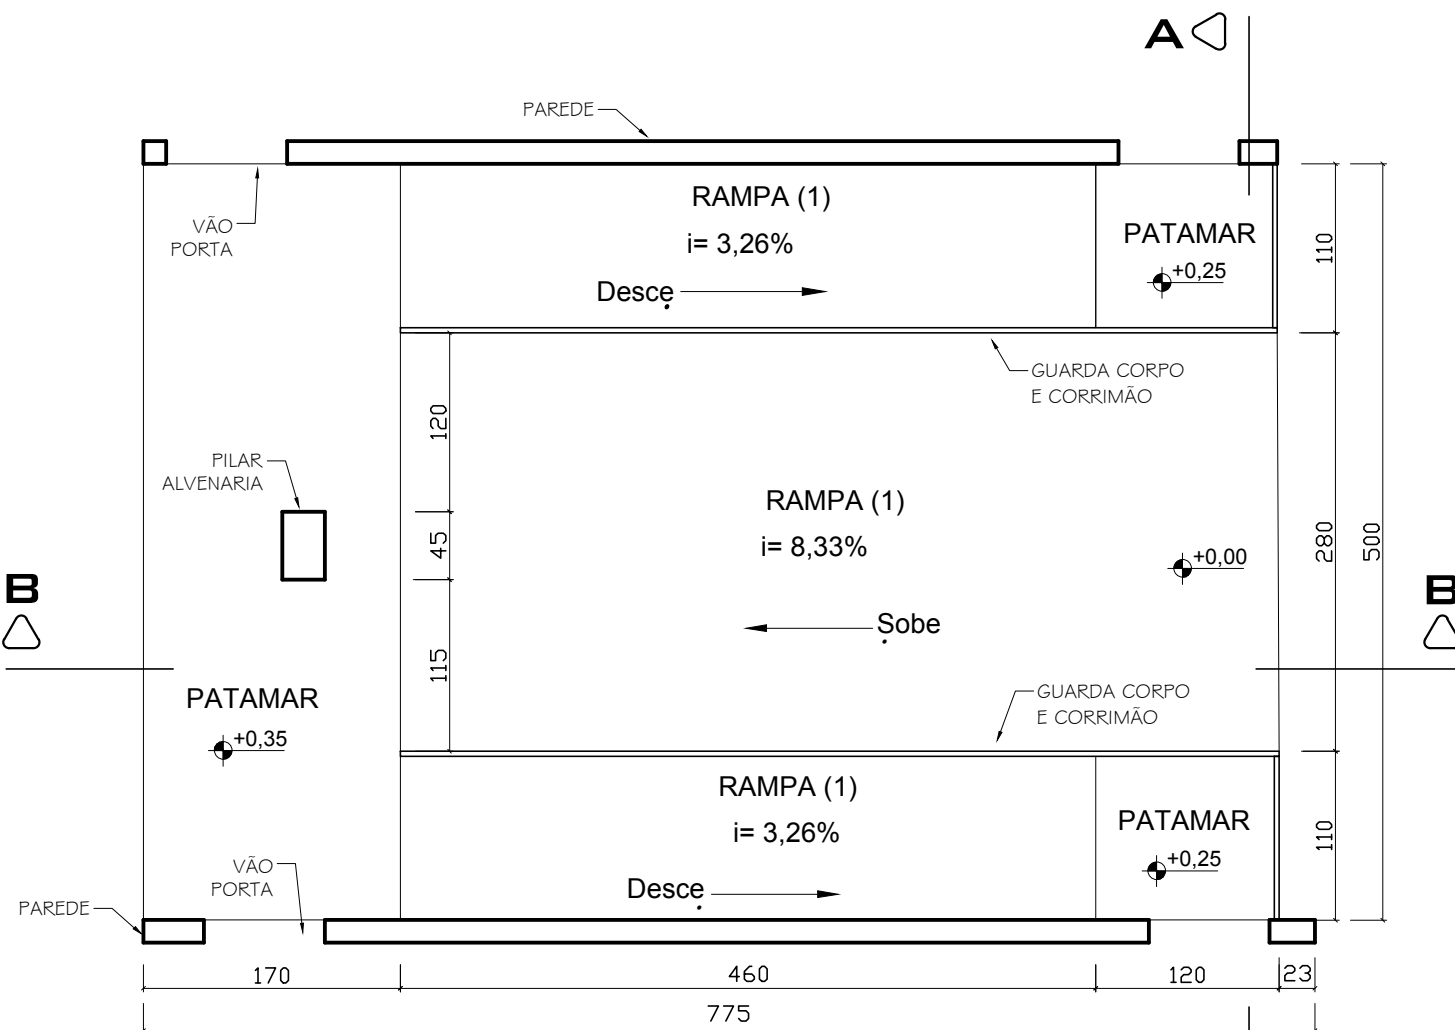 A
PAREDE
RAMPA (1)
i= 3,26%
Desce
PATAMAR
+0,25
110
VÃO
PORTA
GUARDA CORPO
E CORRIMÃO
120
PILAR
ALVENARIA
45
RAMPA (1)
i= 8,33%
+0,00
280
500
B
B
Sobe
115
PATAMAR
+0,35
GUARDA CORPO
E CORRIMÃO
RAMPA (1)
i= 3,26%
Desce
PATAMAR
+0,25
110
VÃO
PORTA
PAREDE
170
460
120
23
775